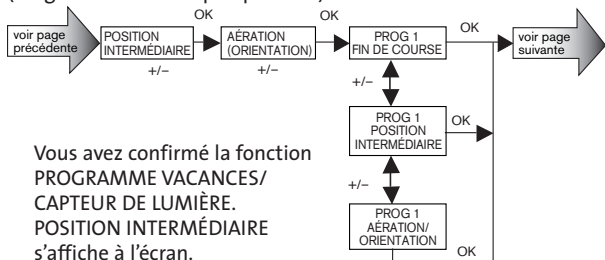 OK
OK
OK
voir page
précédente
POSITION
INTERMÉDIAIRE
AÉRATION
(ORIENTATION)
PROG 1
FIN DE COURSE
voir page
suivante
+/–
+/–
+/–
PROG 1
POSITION
INTERMÉDIAIRE
OK
Vous avez confirmé la fonction
PROGRAMME VACANCES/
CAPTEUR DE LUMIÈRE.
POSITION INTERMÉDIAIRE
s’affiche à l’écran.
+/–
PROG 1
AÉRATION/
ORIENTATION
OK